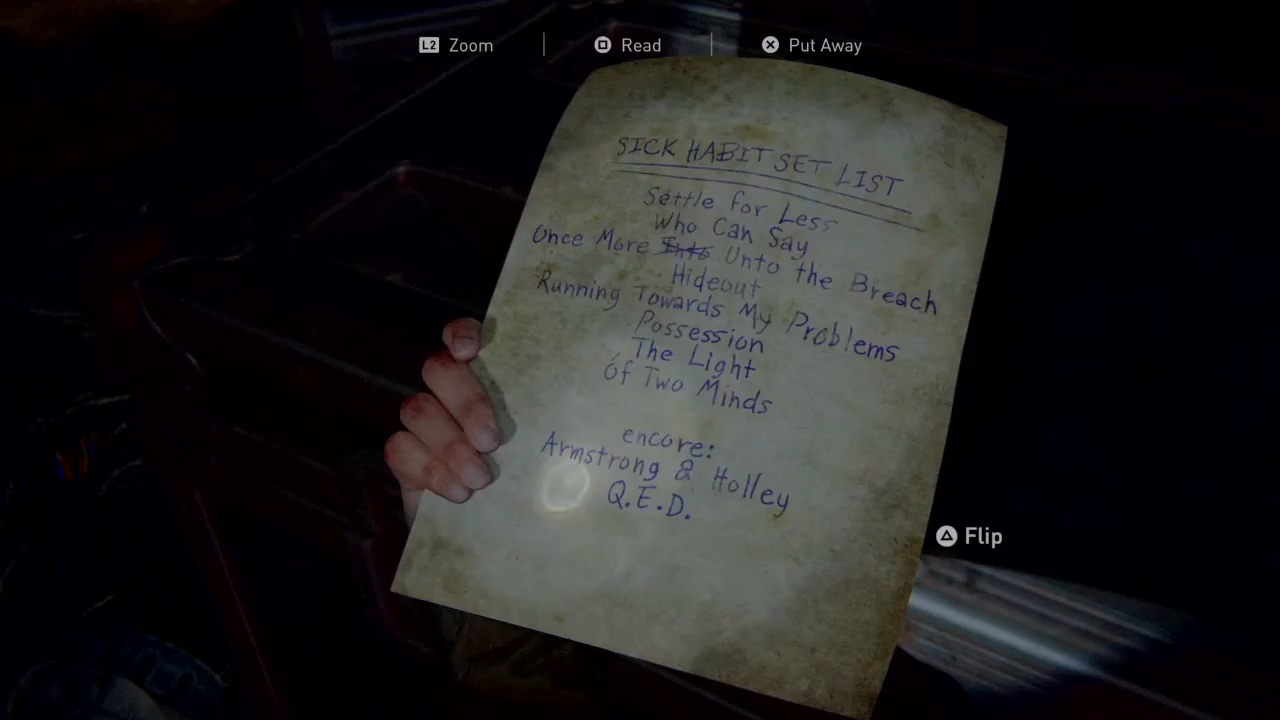 L2 Zoom Read Put Away
SICK HABIT SET LIST
Settle for Less
Who Can Say
Once More Into Unto the Breach
Hideout
Running Towards My Problems
Possession
The Light
Of Two Minds
encore:
Armstrong & Holley
Q.E.D.
Flip